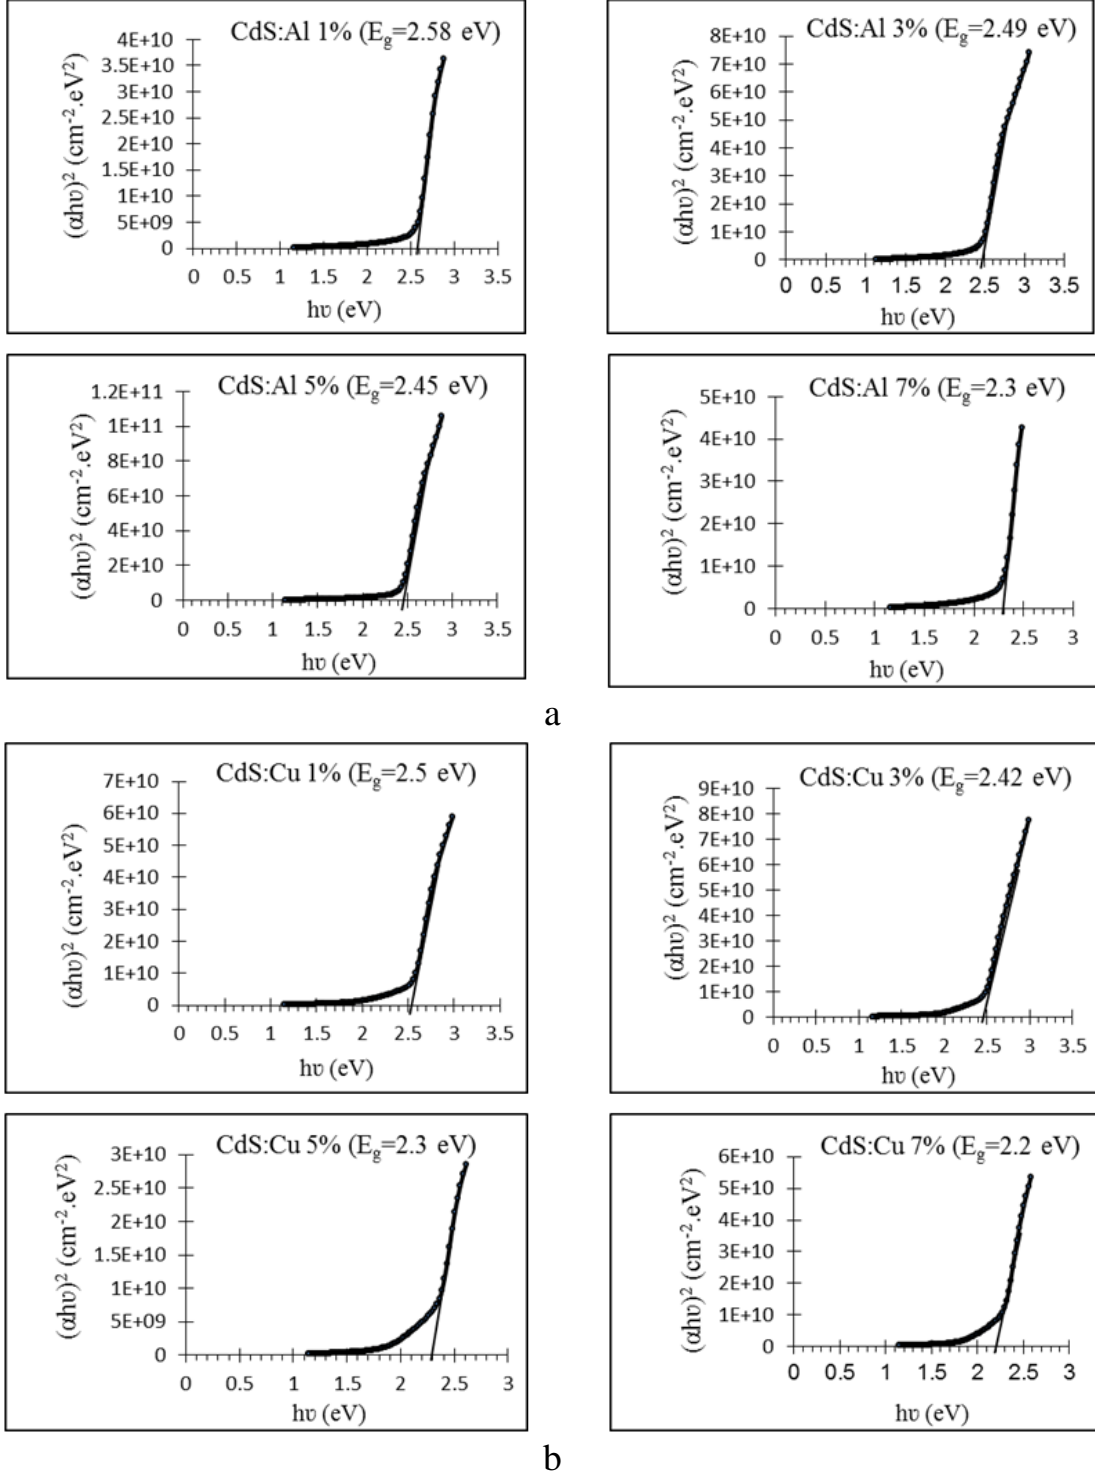 CdS:Al 1% (Eg=2.58 eV)
(αhυ)² (cm⁻².eV²)
4E+10
3.5E+10
3E+10
2.5E+10
2E+10
1.5E+10
1E+10
5E+09
0
0 0.5 1 1.5 2 2.5 3 3.5
hυ (eV)
CdS:Al 3% (Eg=2.49 eV)
(αhυ)² (cm⁻².eV²)
8E+10
7E+10
6E+10
5E+10
4E+10
3E+10
2E+10
1E+10
0
0 0.5 1 1.5 2 2.5 3 3.5
hυ (eV)
CdS:Al 5% (Eg=2.45 eV)
(αhυ)² (cm⁻².eV²)
1.2E+11
1E+11
8E+10
6E+10
4E+10
2E+10
0
0 0.5 1 1.5 2 2.5 3 3.5
hυ (eV)
CdS:Al 7% (Eg=2.3 eV)
(αhυ)² (cm⁻².eV²)
5E+10
4E+10
3E+10
2E+10
1E+10
0
0 0.5 1 1.5 2 2.5 3
hυ (eV)
a
CdS:Cu 1% (Eg=2.5 eV)
(αhυ)² (cm⁻².eV²)
7E+10
6E+10
5E+10
4E+10
3E+10
2E+10
1E+10
0
0 0.5 1 1.5 2 2.5 3 3.5
hυ (eV)
CdS:Cu 3% (Eg=2.42 eV)
(αhυ)² (cm⁻².eV²)
9E+10
8E+10
7E+10
6E+10
5E+10
4E+10
3E+10
2E+10
1E+10
0
0 0.5 1 1.5 2 2.5 3 3.5
hυ (eV)
CdS:Cu 5% (Eg=2.3 eV)
(αhυ)² (cm⁻².eV²)
3E+10
2.5E+10
2E+10
1.5E+10
1E+10
5E+09
0
0 0.5 1 1.5 2 2.5 3
hυ (eV)
CdS:Cu 7% (Eg=2.2 eV)
(αhυ)² (cm⁻².eV²)
6E+10
5E+10
4E+10
3E+10
2E+10
1E+10
0
0 0.5 1 1.5 2 2.5 3
hυ (eV)
b